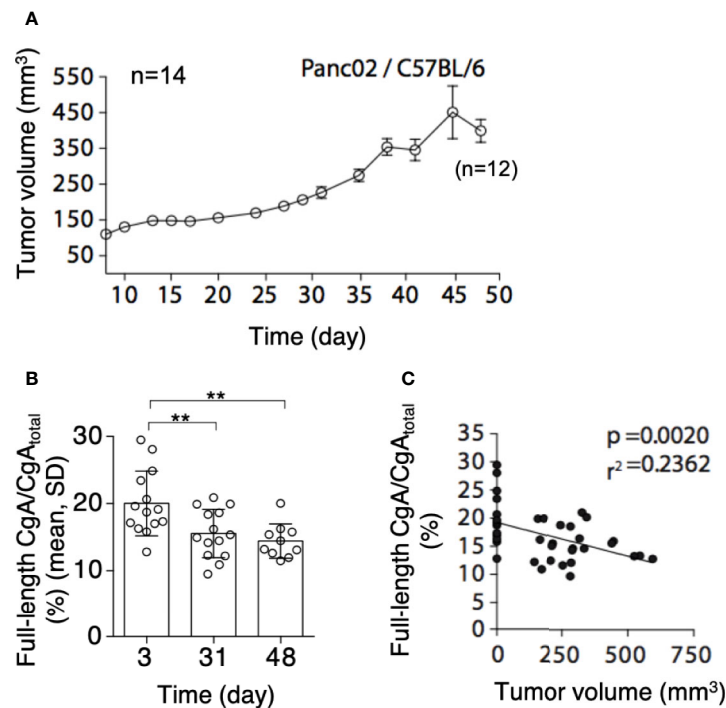 A
n=14
Panc02 / C57BL/6
Tumor volume (mm³)
550
450
350
250
150
50
(n=12)
10 15 20 25 30 35 40 45 50
Time (day)
B
** 
**
Full-length CgA/CgAtotal
(%) (mean, SD)
30
20
10
0
3 31 48
Time (day)
C
p=0.0020
r²=0.2362
Full-length CgA/CgAtotal
(%)
35
30
25
20
15
10
5
0
0 250 500 750
Tumor volume (mm³)